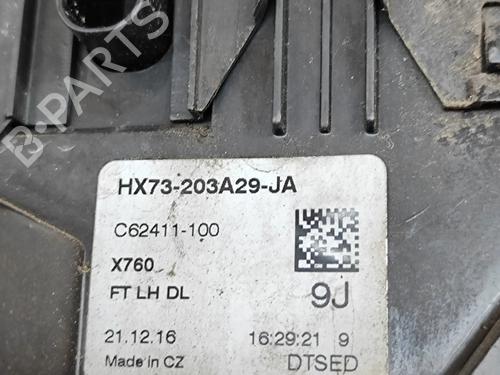 B-PARTS
HX73-203A29-JA
C62411-100
X760
FT LH DL
9J
21.12.16 16:29:21 9
Made in CZ DTSED